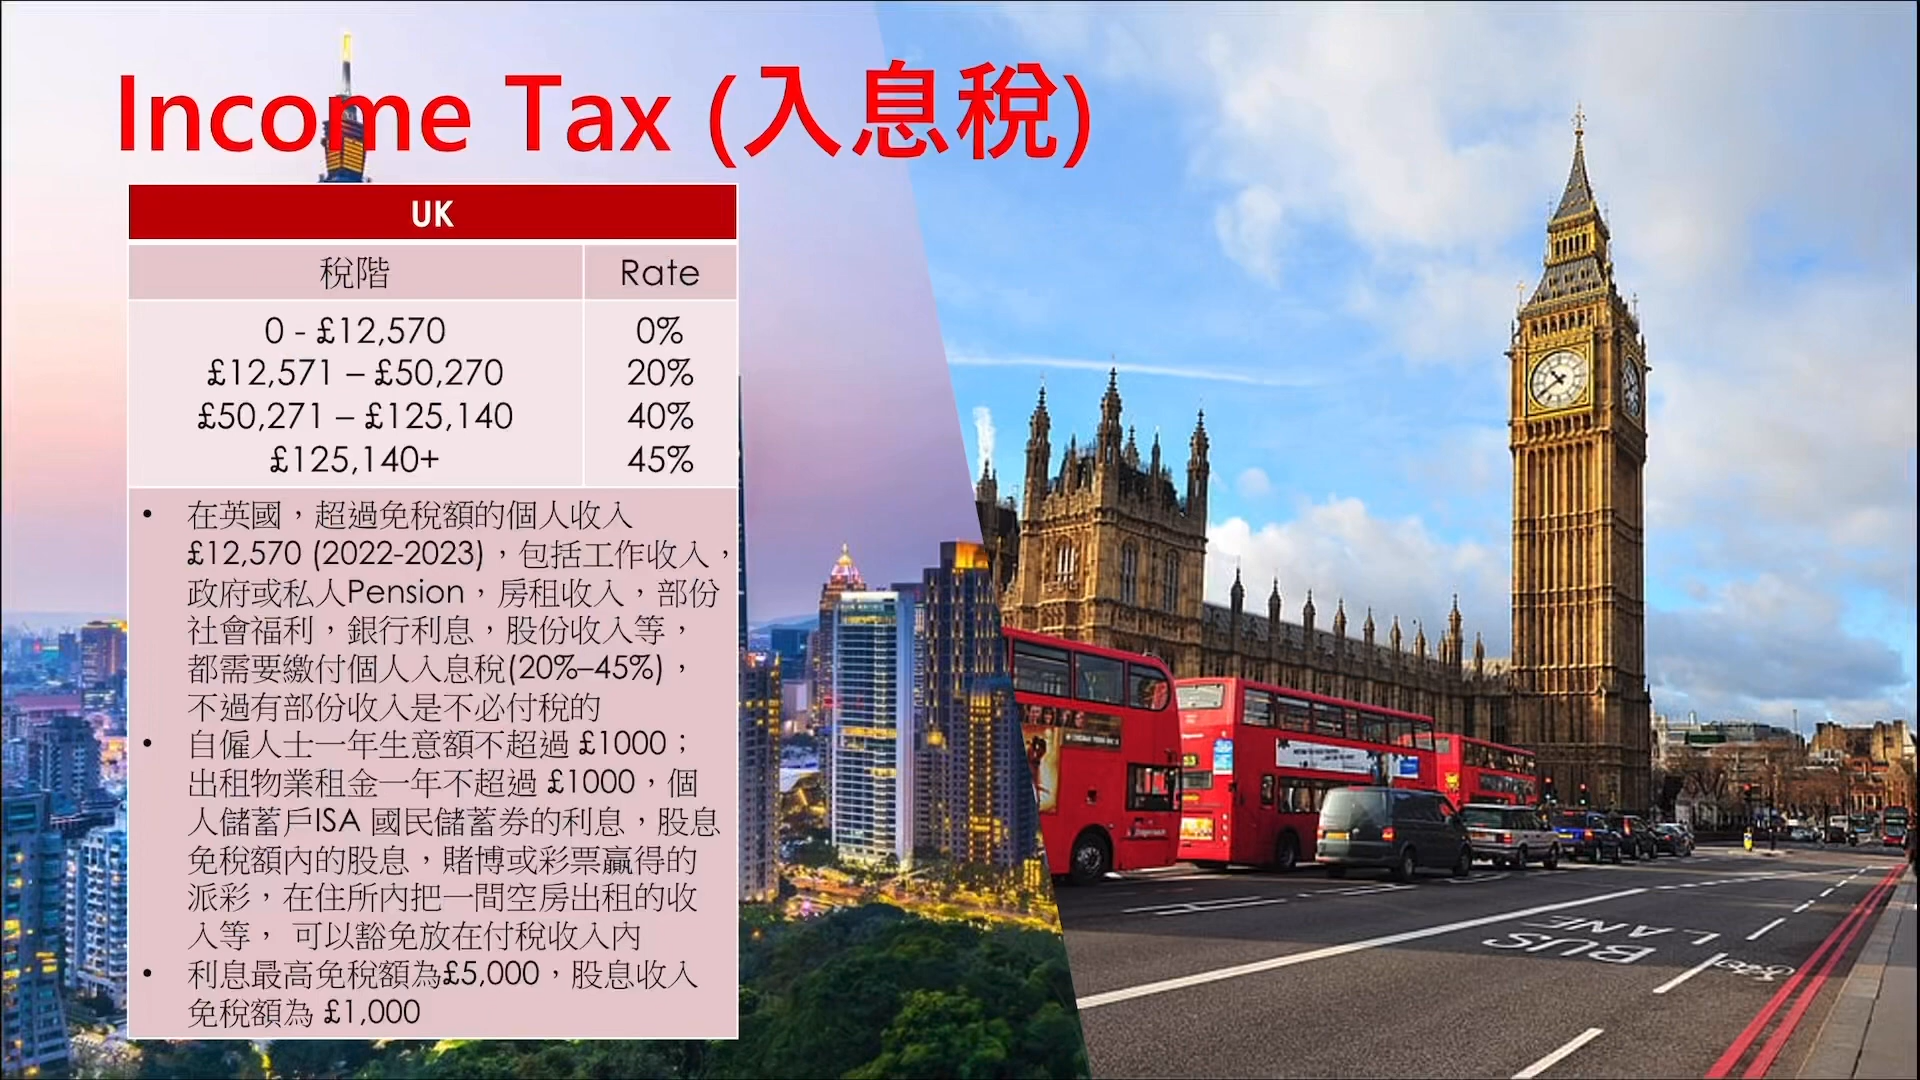 Income Tax (入息稅)
UK
稅階 Rate
0 - £12,570 0%
£12,571 – £50,270 20%
£50,271 – £125,140 40%
£125,140+ 45%
• 在英國，超過免稅額的個人收入
£12,570 (2022-2023)，包括工作收入，
政府或私人Pension，房租收入，部份
社會福利，銀行利息，股份收入等，
都需要繳付個人入息稅(20%–45%)，
不過有部份收入是不必付稅的
• 自僱人士一年生意額不超過 £1000；
出租物業租金一年不超過 £1000，個
人儲蓄戶ISA 國民儲蓄券的利息，股息
免稅額內的股息，賭博或彩票贏得的
派彩，在住所內把一間空房出租的收
入等， 可以豁免放在付稅收入內
• 利息最高免稅額為£5,000，股息收入
免稅額為 £1,000
BUS
LANE